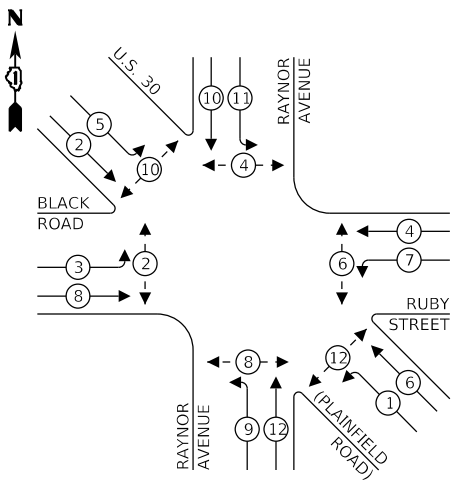 N
U.S. 30
RAYNOR
AVENUE
10
11
5
2
10
4
BLACK
ROAD
4
3
2
6
7
8
RUBY
STREET
8
12
6
1
(PLAINFIELD
ROAD)
RAYNOR
AVENUE
9
12